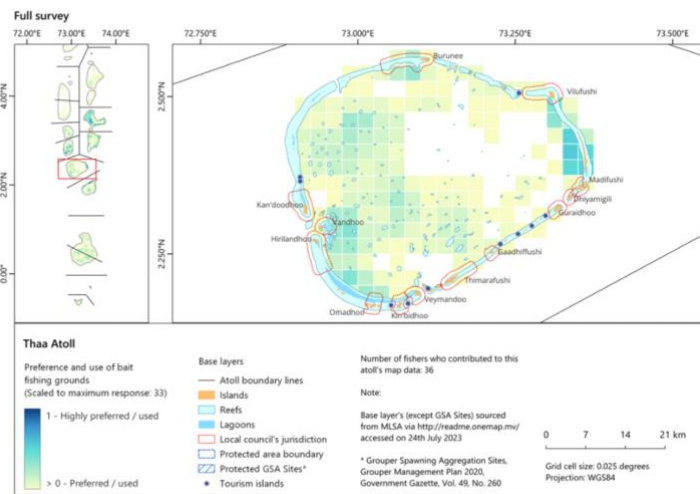 Full survey
72.00°E 73.00°E 74.00°E
72.750°E 73.000°E 73.250°E 73.500°E
4.00°N
2.00°N
0.00°
2.500°N
2.250°N
Burunee
Vilufushi
Madifushi
Dhiyamigili
Guraidhoo
Kan'doodhoo
Vandhoo
Hirilandhoo
Gaadhiffushi
Thimarafushi
Veymandoo
Omadhoo
Kin'bidhoo
Thaa Atoll
Preference and use of bait
fishing grounds
(Scaled to maximum response: 33)
1 - Highly preferred / used
> 0 - Preferred / used
Base layers
Atoll boundary lines
Islands
Reefs
Lagoons
Local council's jurisdiction
Protected area boundary
Protected GSA Sites*
Tourism islands
Number of fishers who contributed to this
atoll's map data: 36
Note:
Base layer's (except GSA Sites) sourced
from MLSA via http://readme.onemap.mv/
accessed on 24th July 2023
* Grouper Spawning Aggregation Sites,
Grouper Management Plan 2020,
Government Gazette, Vol. 49, No. 260
0 7 14 21 km
Grid cell size: 0.025 degrees
Projection: WGS84